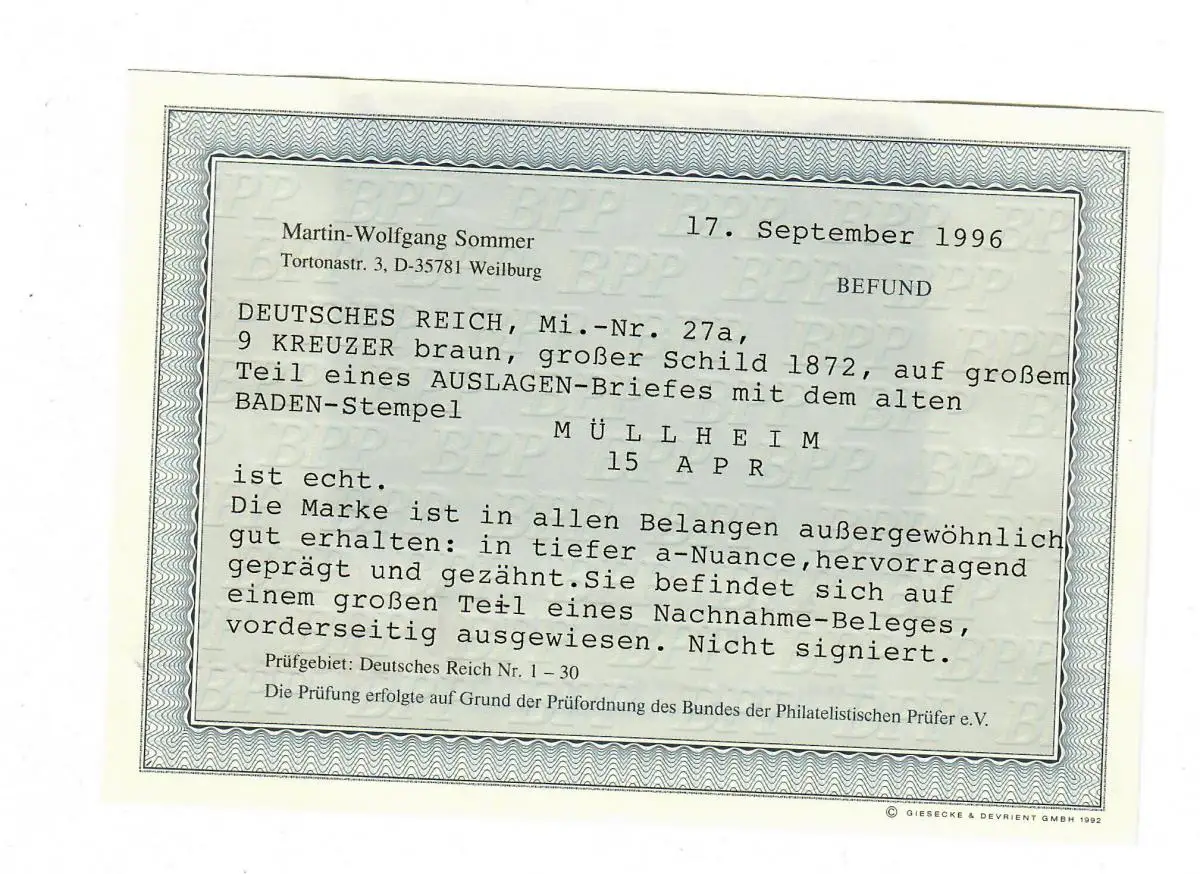 Martin-Wolfgang Sommer
Tortonastr. 3, D-35781 Weilburg
17. September 1996
BEFUND
DEUTSCHES REICH, Mi.-Nr. 27a,
9 KREUZER braun, großer Schild 1872, auf großem
Teil eines AUSLAGEN-Briefes mit dem alten
BADEN-Stempel
M Ü L L H E I M
15 A P R
ist echt.
Die Marke ist in allen Belangen außergewöhnlich
gut erhalten: in tiefer a-Nuance,hervorragend
geprägt und gezähnt.Sie befindet sich auf
einem großen Teil eines Nachnahme-Beleges,
vorderseitig ausgewiesen. Nicht signiert.
Prüfgebiet: Deutsches Reich Nr. 1 – 30
Die Prüfung erfolgte auf Grund der Prüfordnung des Bundes der Philatelistischen Prüfer e.V.
© GIESECKE & DEVRIENT GMBH 1992